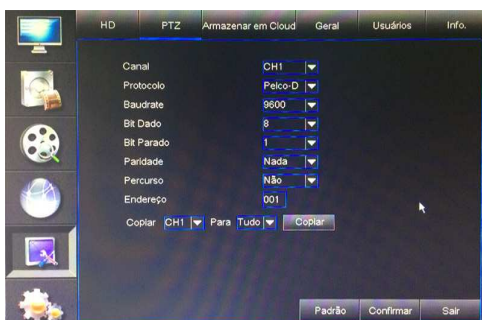 HD PTZ Armazenar em Cloud Geral Usuários Info.
Canal CH1
Protocolo Pelco-D
Baudrate 9600
Bit Dado 8
Bit Parado 1
Paridade Nada
Percurso Não
Endereço 001
Copiar CH1 Para Tudo Copiar
Padrão Confirmar Sair